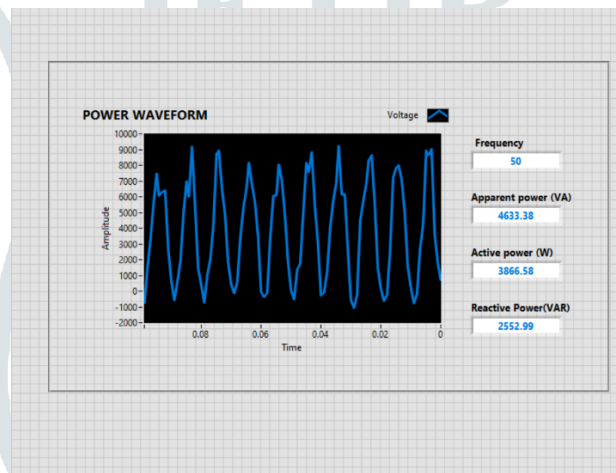 POWER WAVEFORM
Voltage
10000
9000
8000
7000
6000
5000
4000
3000
2000
1000
0
-1000
-2000
Amplitude
0.08 0.06 0.04 0.02 0
Time
Frequency
50
Apparent power (VA)
4633.38
Active power (W)
3866.58
Reactive Power(VAR)
2552.99